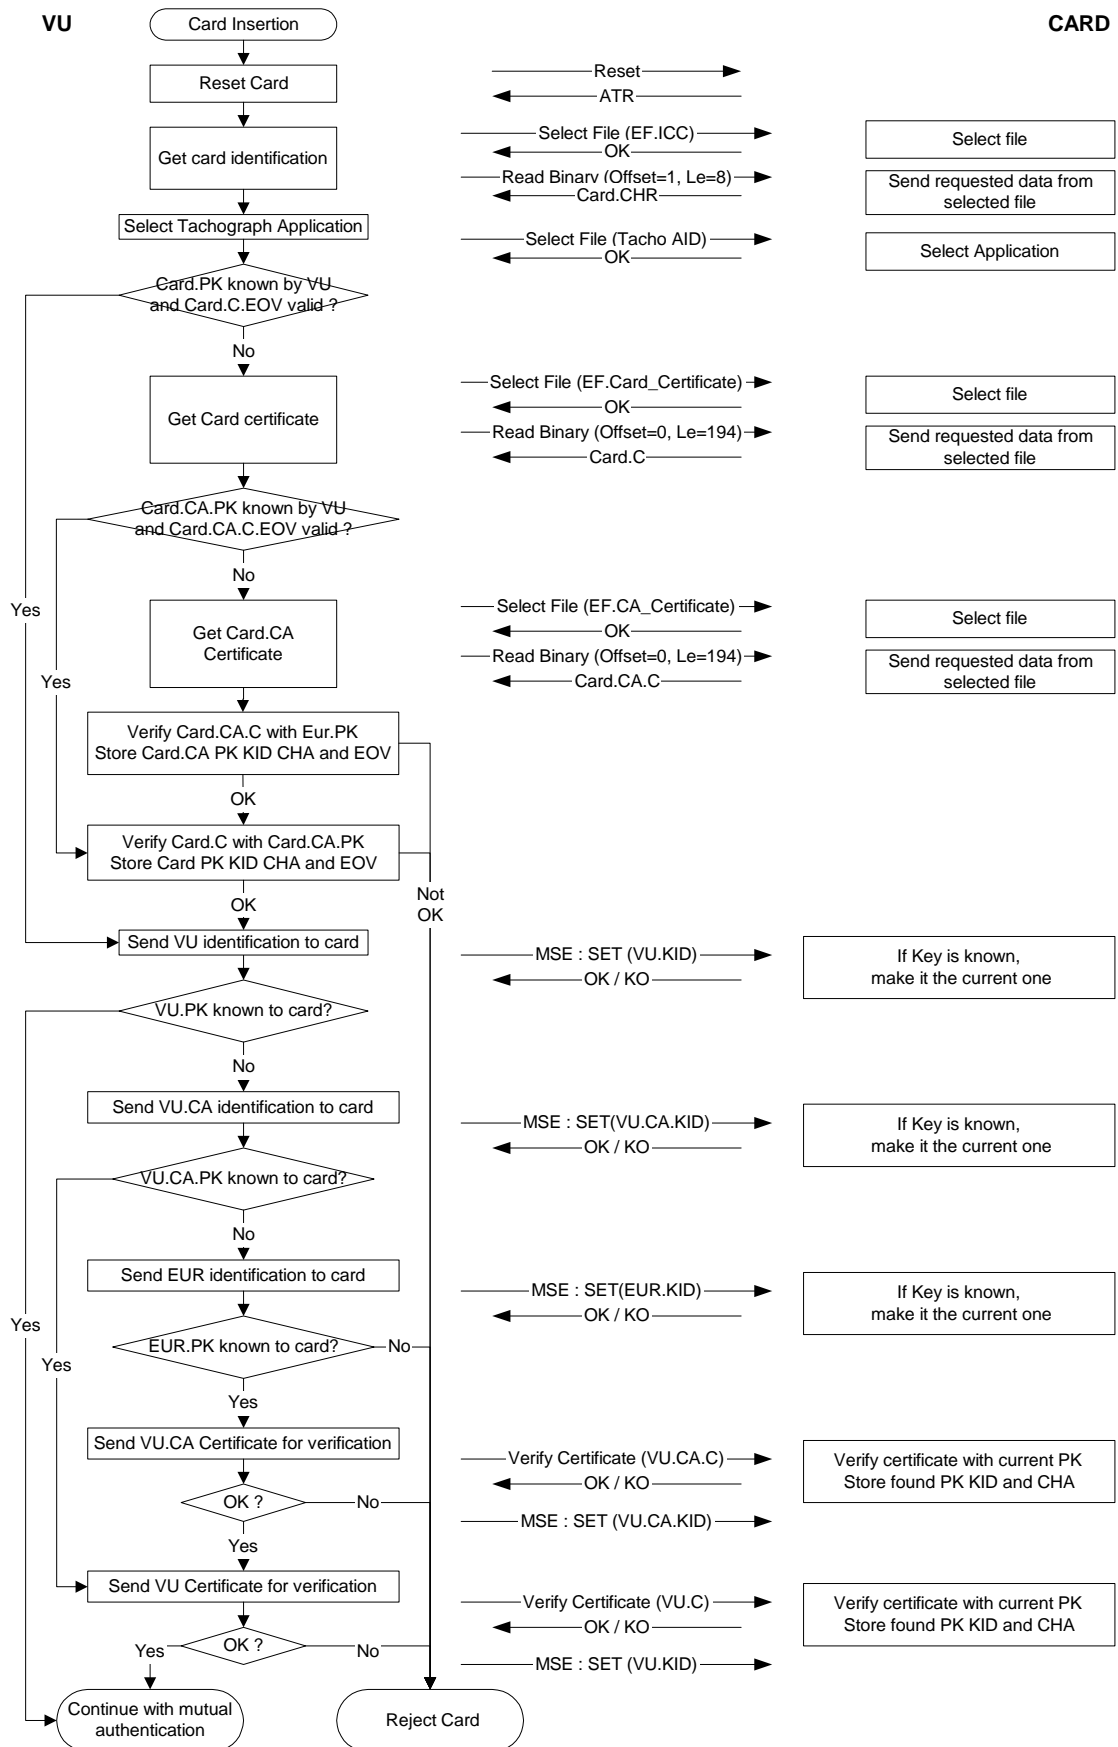 VU
CARD
Card Insertion
Reset Card
Reset
ATR
Get card identification
Select File (EF.ICC)
OK
Select file
Read Binary (Offset=1, Le=8)
Card.CHR
Send requested data from
selected file
Select Tachograph Application
Select File (Tacho AID)
OK
Select Application
Card.PK known by VU
and Card.C.EOV valid ?
No
Get Card certificate
Select File (EF.Card_Certificate)
OK
Select file
Read Binary (Offset=0, Le=194)
Card.C
Send requested data from
selected file
Card.CA.PK known by VU
and Card.CA.C.EOV valid ?
No
Yes
Get Card.CA
Certificate
Select File (EF.CA_Certificate)
OK
Select file
Read Binary (Offset=0, Le=194)
Card.CA.C
Send requested data from
selected file
Yes
Verify Card.CA.C with Eur.PK
Store Card.CA PK KID CHA and EOV
OK
Verify Card.C with Card.CA.PK
Store Card PK KID CHA and EOV
Not
OK
OK
Send VU identification to card
MSE : SET (VU.KID)
OK / KO
If Key is known,
make it the current one
VU.PK known to card?
No
Send VU.CA identification to card
MSE : SET(VU.CA.KID)
OK / KO
If Key is known,
make it the current one
VU.CA.PK known to card?
No
Send EUR identification to card
MSE : SET(EUR.KID)
OK / KO
If Key is known,
make it the current one
Yes
EUR.PK known to card?
No
Yes
Yes
Send VU.CA Certificate for verification
Verify Certificate (VU.CA.C)
OK / KO
Verify certificate with current PK
Store found PK KID and CHA
OK ?
No
MSE : SET (VU.CA.KID)
Yes
Send VU Certificate for verification
Verify Certificate (VU.C)
OK / KO
Verify certificate with current PK
Store found PK KID and CHA
OK ?
Yes
No
MSE : SET (VU.KID)
Continue with mutual
authentication
Reject Card